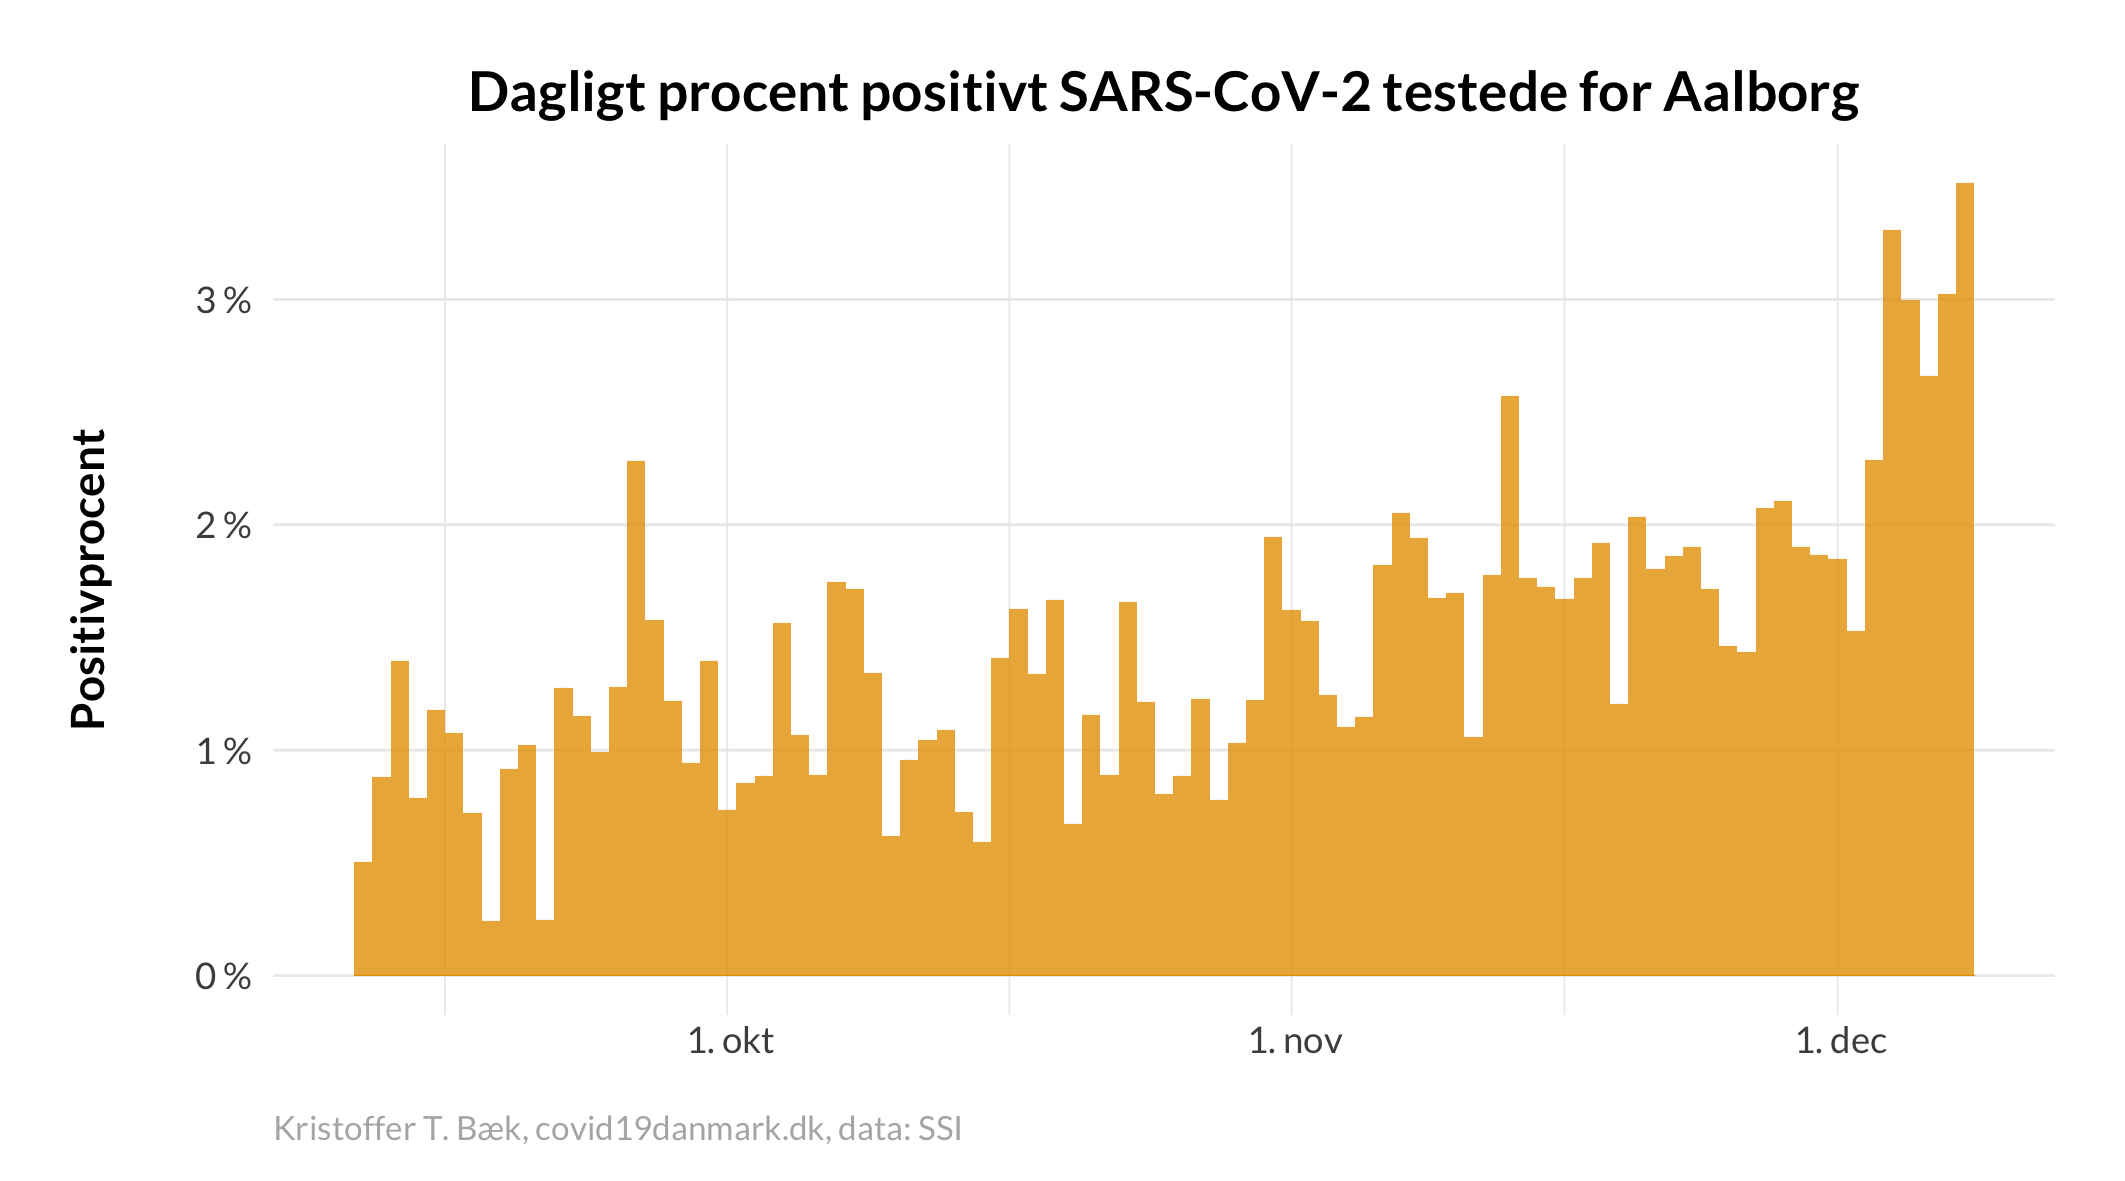 Dagligt procent positivt SARS-CoV-2 testede for Aalborg
Positivprocent
3 %
2 %
1 %
0 %
1. okt
1. nov
1. dec
Kristoffer T. Bæk, covid19danmark.dk, data: SSI